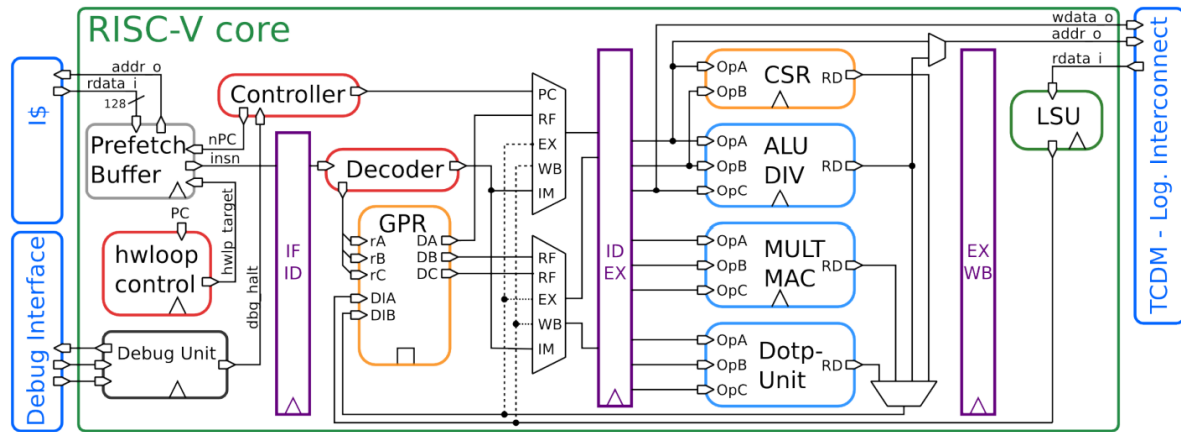 RISC-V core
wdata_o
addr_o
rdata_i
TCDM - Log. Interconnect
I$
addr_o
rdata_i
128
Prefetch
Buffer
nPC
insn
Controller
hwlp_target
PC
hwloop
control
dbg_halt
Debug Interface
Debug Unit
IF
ID
Decoder
GPR
rA
rB
rC
DIA
DIB
DA
DB
DC
PC
RF
EX
WB
IM
RF
RF
EX
WB
IM
ID
EX
OpA
OpB
CSR
RD
OpA
OpB
OpC
ALU
DIV
RD
OpA
OpB
OpC
MULT
MAC
RD
OpA
OpB
OpC
Dotp-
Unit
RD
EX
WB
LSU